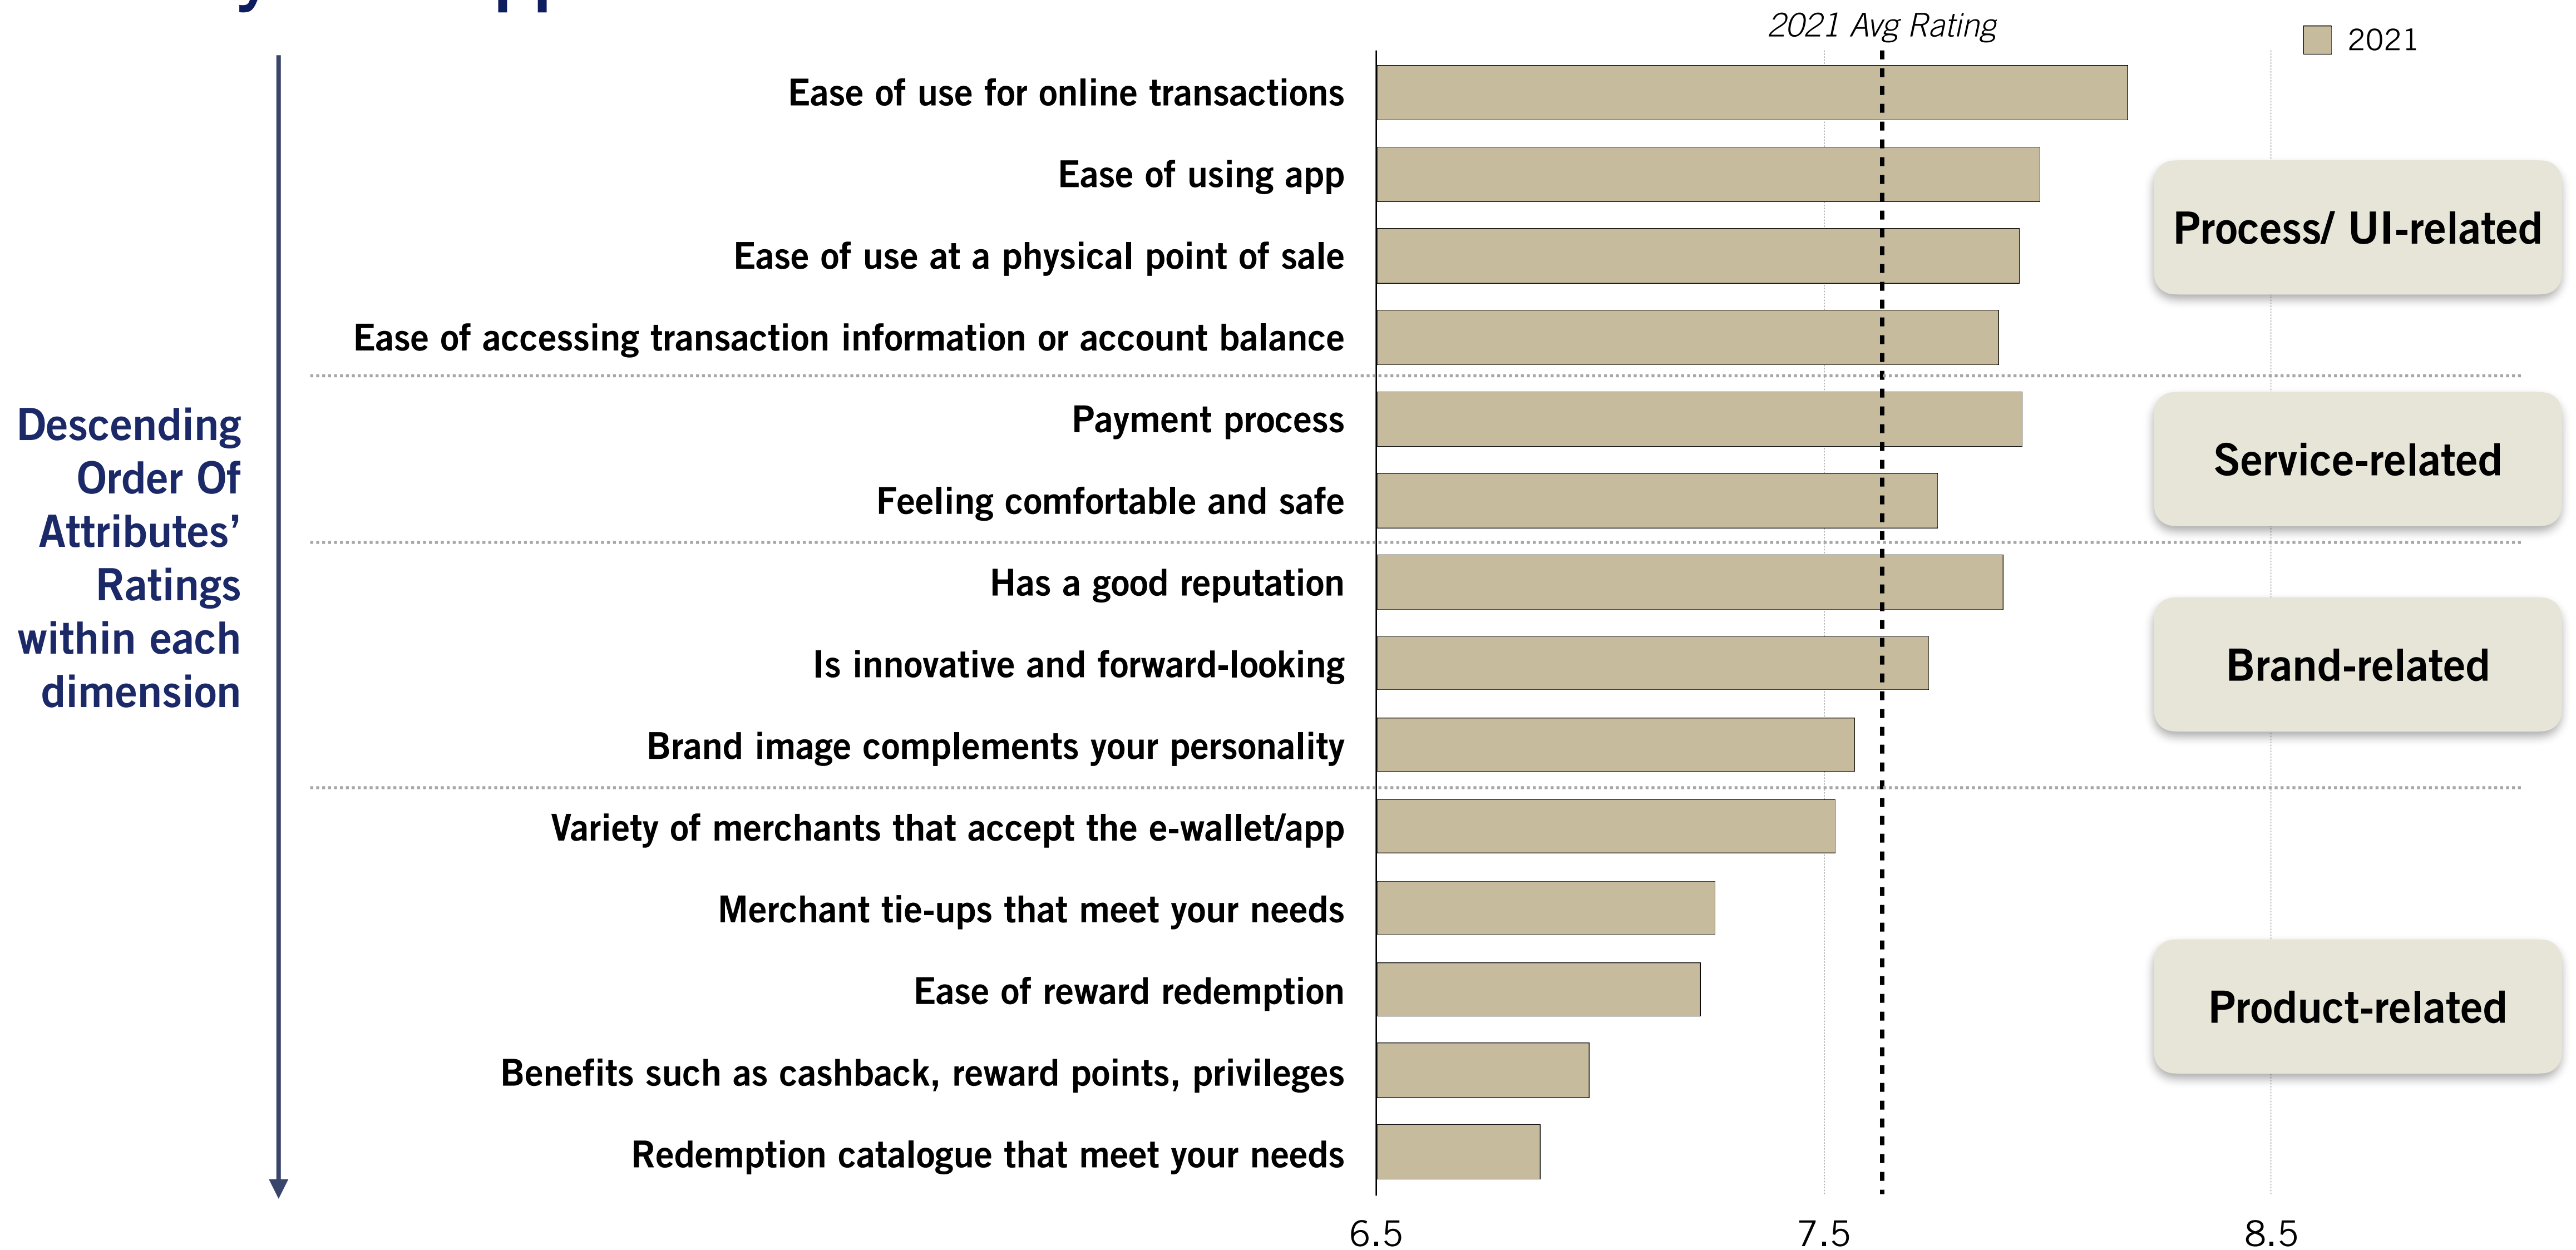 2021 Avg Rating
2021
Ease of use for online transactions
Ease of using app
Ease of use at a physical point of sale
Ease of accessing transaction information or account balance
Process/ UI-related
Payment process
Feeling comfortable and safe
Service-related
Has a good reputation
Is innovative and forward-looking
Brand image complements your personality
Brand-related
Variety of merchants that accept the e-wallet/app
Merchant tie-ups that meet your needs
Ease of reward redemption
Benefits such as cashback, reward points, privileges
Redemption catalogue that meet your needs
Product-related
Descending
Order Of
Attributes’
Ratings
within each
dimension
6.5
7.5
8.5